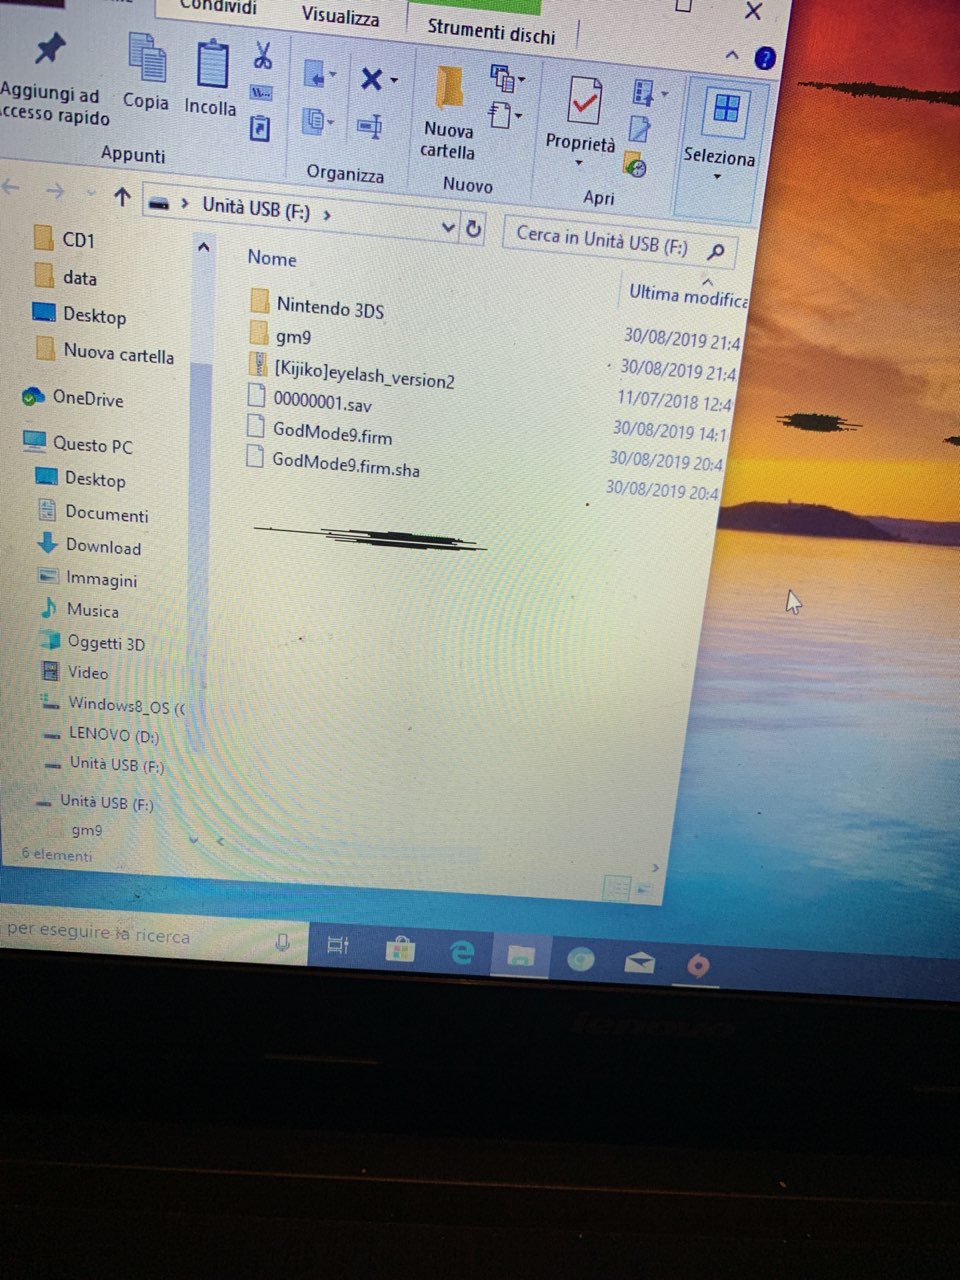 Condividi
Visualizza
Strumenti dischi
Aggiungi ad
accesso rapido
Copia
Incolla
Appunti
Organizza
Nuova
cartella
Nuovo
Proprietà
Apri
Seleziona
Unità USB (F:)
Cerca in Unità USB (F:)
CD1
data
Desktop
Nuova cartella
OneDrive
Questo PC
Desktop
Documenti
Download
Immagini
Musica
Oggetti 3D
Video
Windows8_OS (C
LENOVO (D:)
Unità USB (F:)
Unità USB (F:)
gm9
6 elementi
Nome
Ultima modifica
Nintendo 3DS 30/08/2019 21:4
gm9 30/08/2019 21:4
[Kijiko]eyelash_version2 11/07/2018 12:4
00000001.sav 30/08/2019 14:1
GodMode9.firm 30/08/2019 20:4
GodMode9.firm.sha 30/08/2019 20:4
per eseguire la ricerca
lenovo